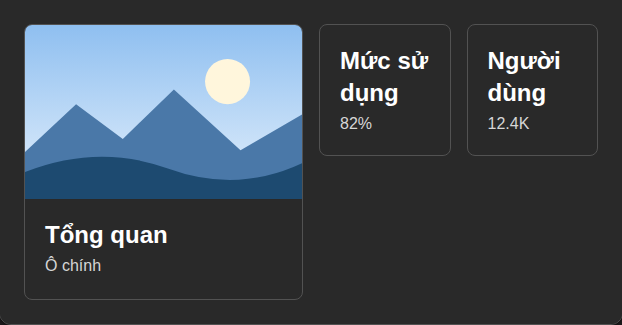 Tổng quan
Ô chính
Mức sử
dụng
82%
Người
dùng
12.4K